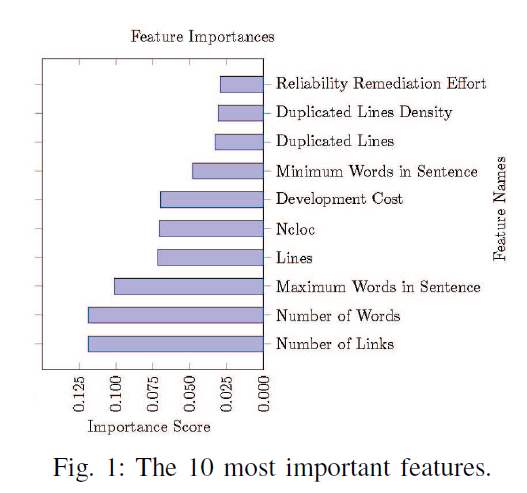 Feature Importances
Reliability Remediation Effort
Duplicated Lines Density
Duplicated Lines
Minimum Words in Sentence
Development Cost
Ncloc
Lines
Maximum Words in Sentence
Number of Words
Number of Links
Feature Names
0.125
0.100
0.075
0.050
0.025
0.000
Importance Score
Fig. 1: The 10 most important features.